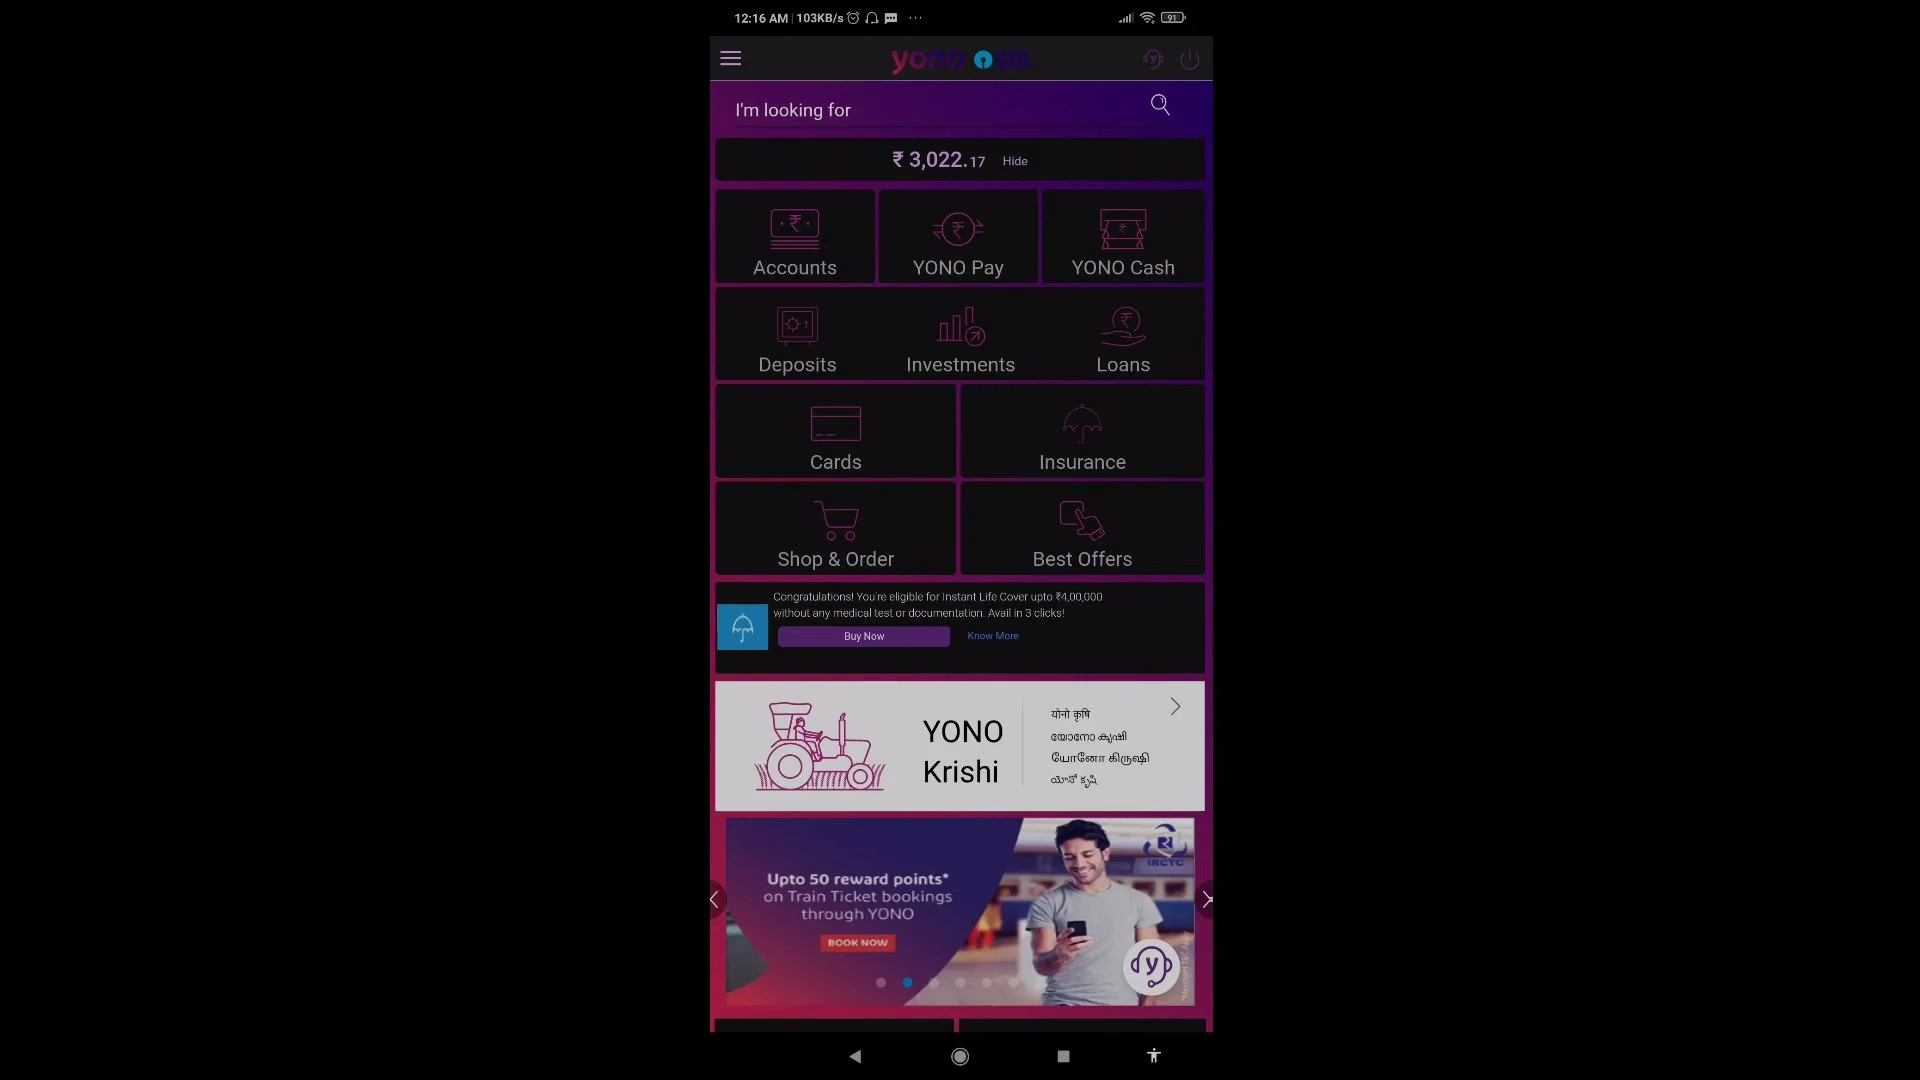 12:16 AM | 103KB/s ... 91
yono SBI
I'm looking for
₹ 3,022.17 Hide
Accounts YONO Pay YONO Cash
Deposits Investments Loans
Cards Insurance
Shop & Order Best Offers
Congratulations! You're eligible for Instant Life Cover upto ₹4,00,000
without any medical test or documentation. Avail in 3 clicks!
Buy Now Know More
YONO
Krishi
योनो कृषि
യോനോ കൃഷി
யோனோ கிருஷி
యోనో కృషి
IRCTC
Upto 50 reward points*
on Train Ticket bookings
through YONO
BOOK NOW
y